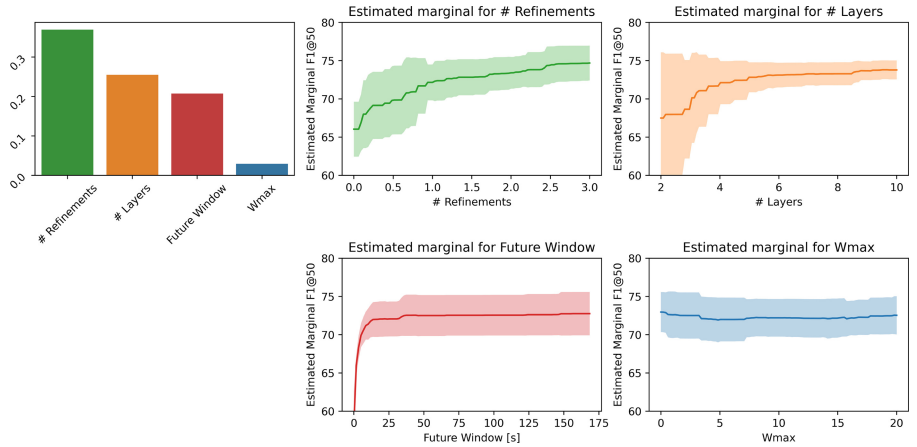 0.3
0.2
0.1
0.0
# Refinements
# Layers
Future Window
Wmax
Estimated marginal for # Refinements
Estimated Marginal F1@50
80
75
70
65
60
0.0 0.5 1.0 1.5 2.0 2.5 3.0
# Refinements
Estimated marginal for # Layers
Estimated Marginal F1@50
80
75
70
65
60
2 4 6 8 10
# Layers
Estimated marginal for Future Window
Estimated Marginal F1@50
80
75
70
65
60
0 25 50 75 100 125 150 175
Future Window [s]
Estimated marginal for Wmax
Estimated Marginal F1@50
80
75
70
65
60
0 5 10 15 20
Wmax